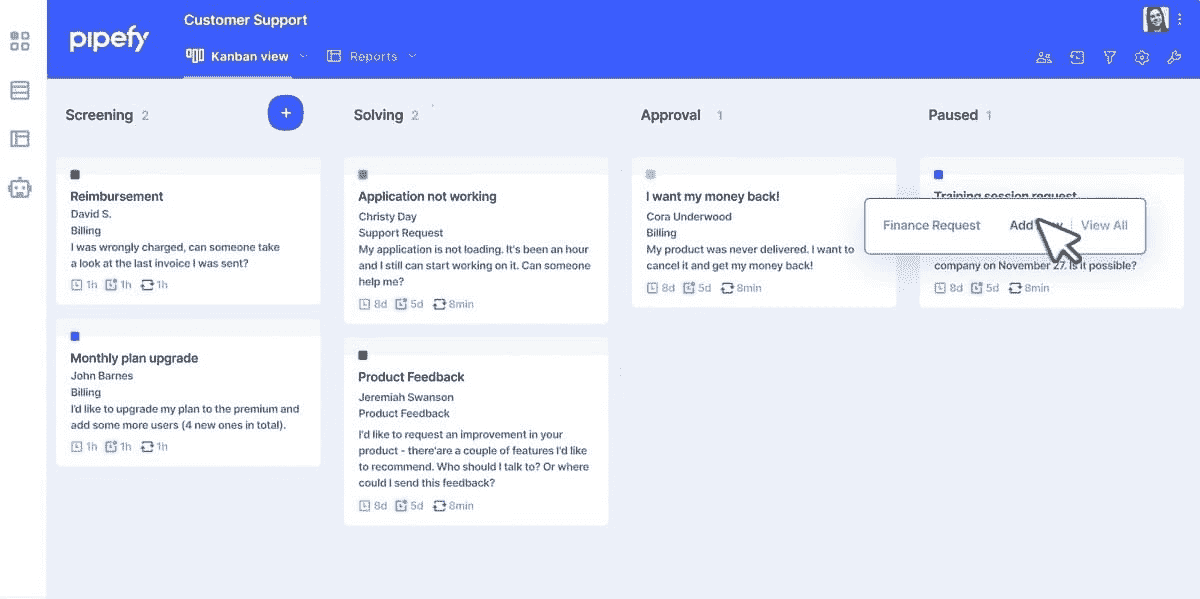 Customer Support
pipefy
Kanban view
Reports
Screening 2
+
Solving 2
Approval 1
Paused 1
Reimbursement
David S.
Billing
I was wrongly charged, can someone take
a look at the last invoice I was sent?
1h 1h 1h
Monthly plan upgrade
John Barnes
Billing
I'd like to upgrade my plan to the premium and
add some more users (4 new ones in total).
1h 1h 1h
Application not working
Christy Day
Support Request
My application is not loading. It's been an hour
and I still can start working on it. Can someone
help me?
8d 5d 8min
Product Feedback
Jeremiah Swanson
Product Feedback
I'd like to request an improvement in your
product - there'are a couple of features I'd like
to recommend. Who should I talk to? Or where
could I send this feedback?
8d 5d 8min
I want my money back!
Cora Underwood
Billing
My product was never delivered. I want to
cancel it and get my money back!
8d 5d 8min
Training session request
Finance Request Add View All
company on November 27. Is it possible?
8d 5d 8min